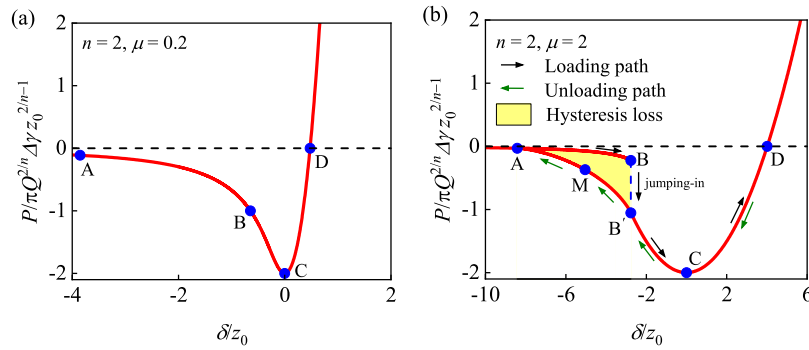 (a)
n = 2, μ = 0.2
2
1
0
-1
-2
-4
-2
0
2
A
B
C
D
P/πQ^{2/n}Δγz_0^{2/n−1}
δ/z_0
(b)
n = 2, μ = 2
Loading path
Unloading path
Hysteresis loss
2
1
0
-1
-2
-10
-6
-2
2
6
A
B
jumping-in
M
B'
C
D
P/πQ^{2/n}Δγz_0^{2/n−1}
δ/z_0